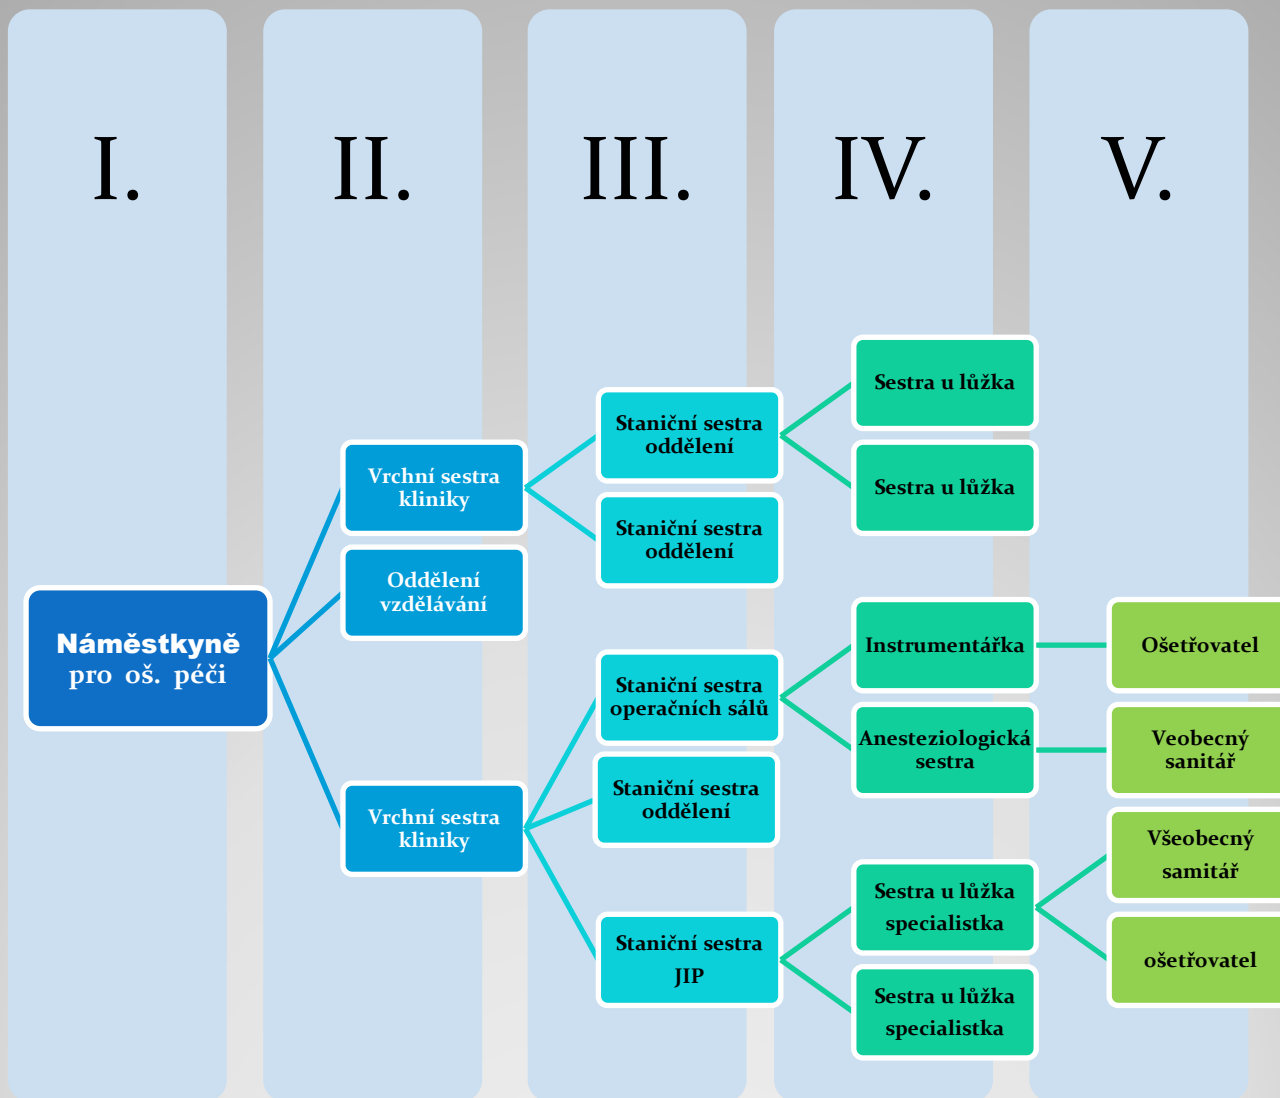 I.
II.
III.
IV.
V.
Náměstkyně
pro oš. péči
Vrchní sestra
kliniky
Oddělení
vzdělávání
Vrchní sestra
kliniky
Staniční sestra
oddělení
Staniční sestra
oddělení
Staniční sestra
operačních sálů
Staniční sestra
oddělení
Staniční sestra
JIP
Sestra u lůžka
Sestra u lůžka
Instrumentářka
Anesteziologická
sestra
Sestra u lůžka
specialistka
Sestra u lůžka
specialistka
Ošetřovatel
Veobecný
sanitář
Všeobecný
samitář
ošetřovatel